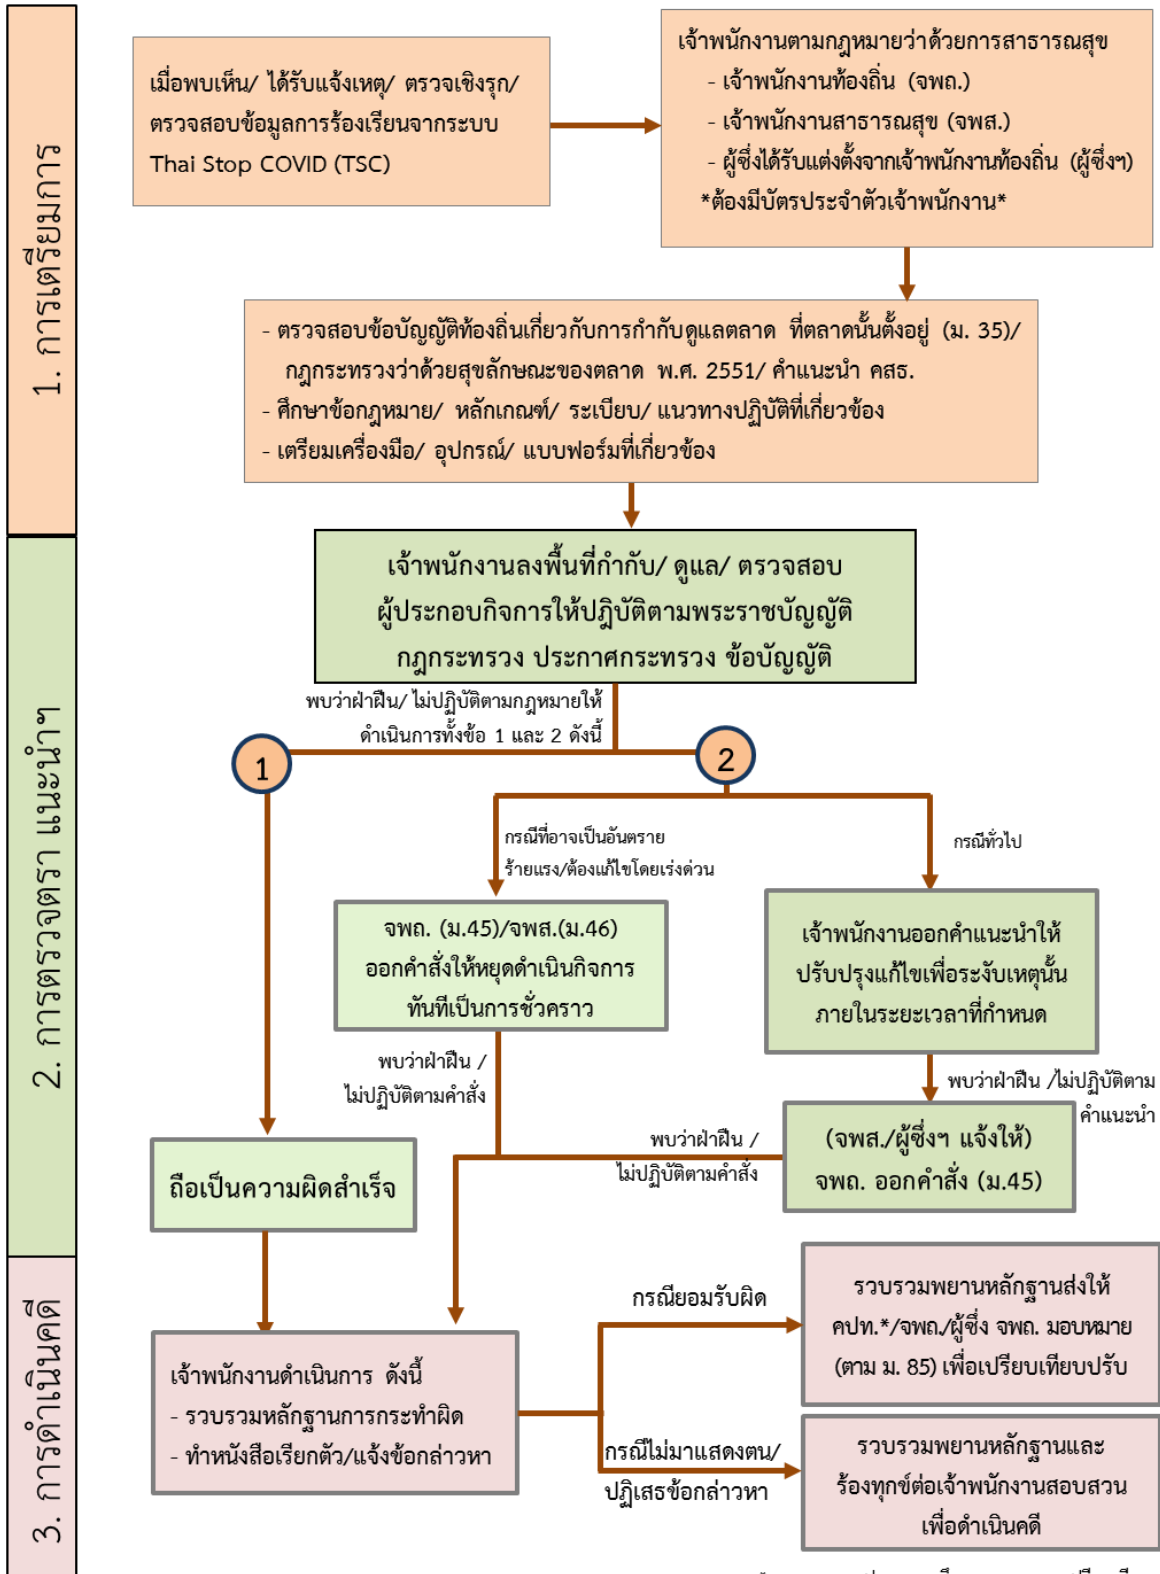 1. การเตรียมการ
เมื่อพบเห็น/ ได้รับแจ้งเหตุ/ ตรวจเชิงรุก/
ตรวจสอบข้อมูลการร้องเรียนจากระบบ
Thai Stop COVID (TSC)
เจ้าพนักงานตามกฎหมายว่าด้วยการสาธารณสุข
- เจ้าพนักงานท้องถิ่น (จพถ.)
- เจ้าพนักงานสาธารณสุข (จพส.)
- ผู้ซึ่งได้รับแต่งตั้งจากเจ้าพนักงานท้องถิ่น (ผู้ซึ่งฯ)
*ต้องมีบัตรประจำตัวเจ้าพนักงาน*
- ตรวจสอบข้อบัญญัติท้องถิ่นเกี่ยวกับการกำกับดูแลตลาด ที่ตลาดนั้นตั้งอยู่ (ม. 35)/
กฎกระทรวงว่าด้วยสุขลักษณะของตลาด พ.ศ. 2551/ คำแนะนำ คสธ.
- ศึกษาข้อกฎหมาย/ หลักเกณฑ์/ ระเบียบ/ แนวทางปฏิบัติที่เกี่ยวข้อง
- เตรียมเครื่องมือ/ อุปกรณ์/ แบบฟอร์มที่เกี่ยวข้อง
2. การตรวจตรา แนะนำฯ
เจ้าพนักงานลงพื้นที่กำกับ/ ดูแล/ ตรวจสอบ
ผู้ประกอบกิจการให้ปฎิบัติตามพระราชบัญญัติ
กฎกระทรวง ประกาศกระทรวง ข้อบัญญัติ
พบว่าฝ่าฝืน/ ไม่ปฏิบัติตามกฎหมายให้
ดำเนินการทั้งข้อ 1 และ 2 ดังนี้
1
2
กรณีที่อาจเป็นอันตราย
ร้ายแรง/ต้องแก้ไขโดยเร่งด่วน
กรณีทั่วไป
จพถ. (ม.45)/จพส.(ม.46)
ออกคำสั่งให้หยุดดำเนินกิจการ
ทันทีเป็นการชั่วคราว
เจ้าพนักงานออกคำแนะนำให้
ปรับปรุงแก้ไขเพื่อระงับเหตุนั้น
ภายในระยะเวลาที่กำหนด
พบว่าฝ่าฝืน /
ไม่ปฏิบัติตามคำสั่ง
พบว่าฝ่าฝืน /ไม่ปฏิบัติตาม
คำแนะนำ
(จพส./ผู้ซึ่งฯ แจ้งให้)
จพถ. ออกคำสั่ง (ม.45)
พบว่าฝ่าฝืน /
ไม่ปฏิบัติตามคำสั่ง
ถือเป็นความผิดสำเร็จ
3. การดำเนินคดี
เจ้าพนักงานดำเนินการ ดังนี้
- รวบรวมหลักฐานการกระทำผิด
- ทำหนังสือเรียกตัว/แจ้งข้อกล่าวหา
กรณียอมรับผิด
รวบรวมพยานหลักฐานส่งให้
คปท.*/จพถ./ผู้ซึ่ง จพถ. มอบหมาย
(ตาม ม. 85) เพื่อเปรียบเทียบปรับ
กรณีไม่มาแสดงตน/
ปฏิเสธข้อกล่าวหา
รวบรวมพยานหลักฐานและ
ร้องทุกข์ต่อเจ้าพนักงานสอบสวน
เพื่อดำเนินคดี